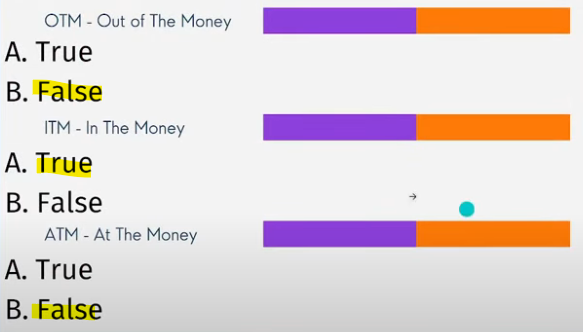 OTM - Out of The Money
A. True
B. False
ITM - In The Money
A. True
B. False
ATM - At The Money
A. True
B. False